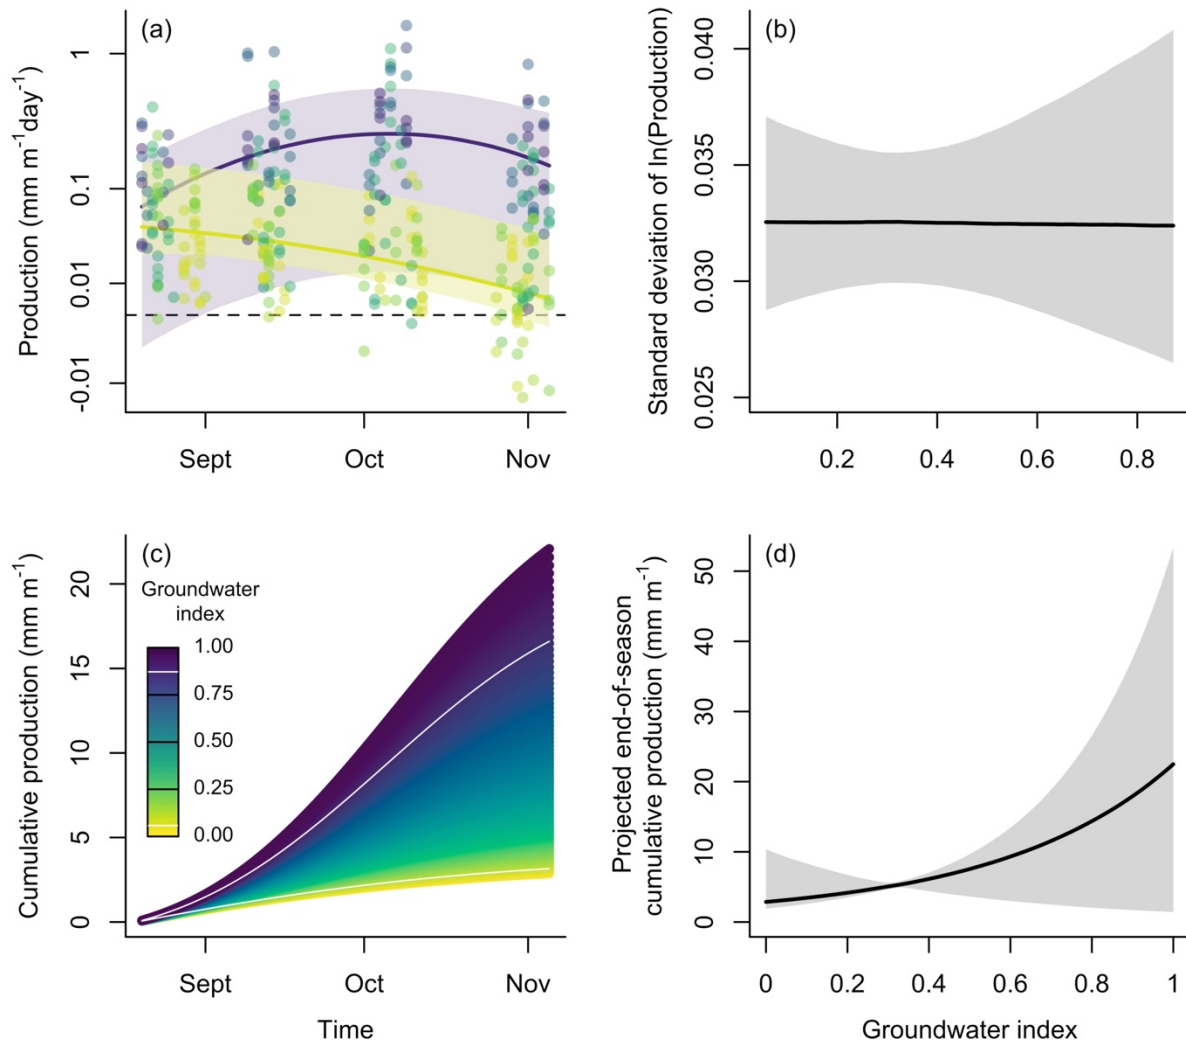 (a)
Production (mm m⁻¹day⁻¹)
1
0.1
0.01
-0.01
Sept
Oct
Nov
(b)
Standard deviation of ln(Production)
0.040
0.035
0.030
0.025
0.2
0.4
0.6
0.8
(c)
Cumulative production (mm m⁻¹)
20
15
10
5
0
Groundwater
index
1.00
0.75
0.50
0.25
0.00
Sept
Oct
Nov
Time
(d)
Projected end-of-season
cumulative production (mm m⁻¹)
50
40
30
20
10
0
0
0.2
0.4
0.6
0.8
1
Groundwater index